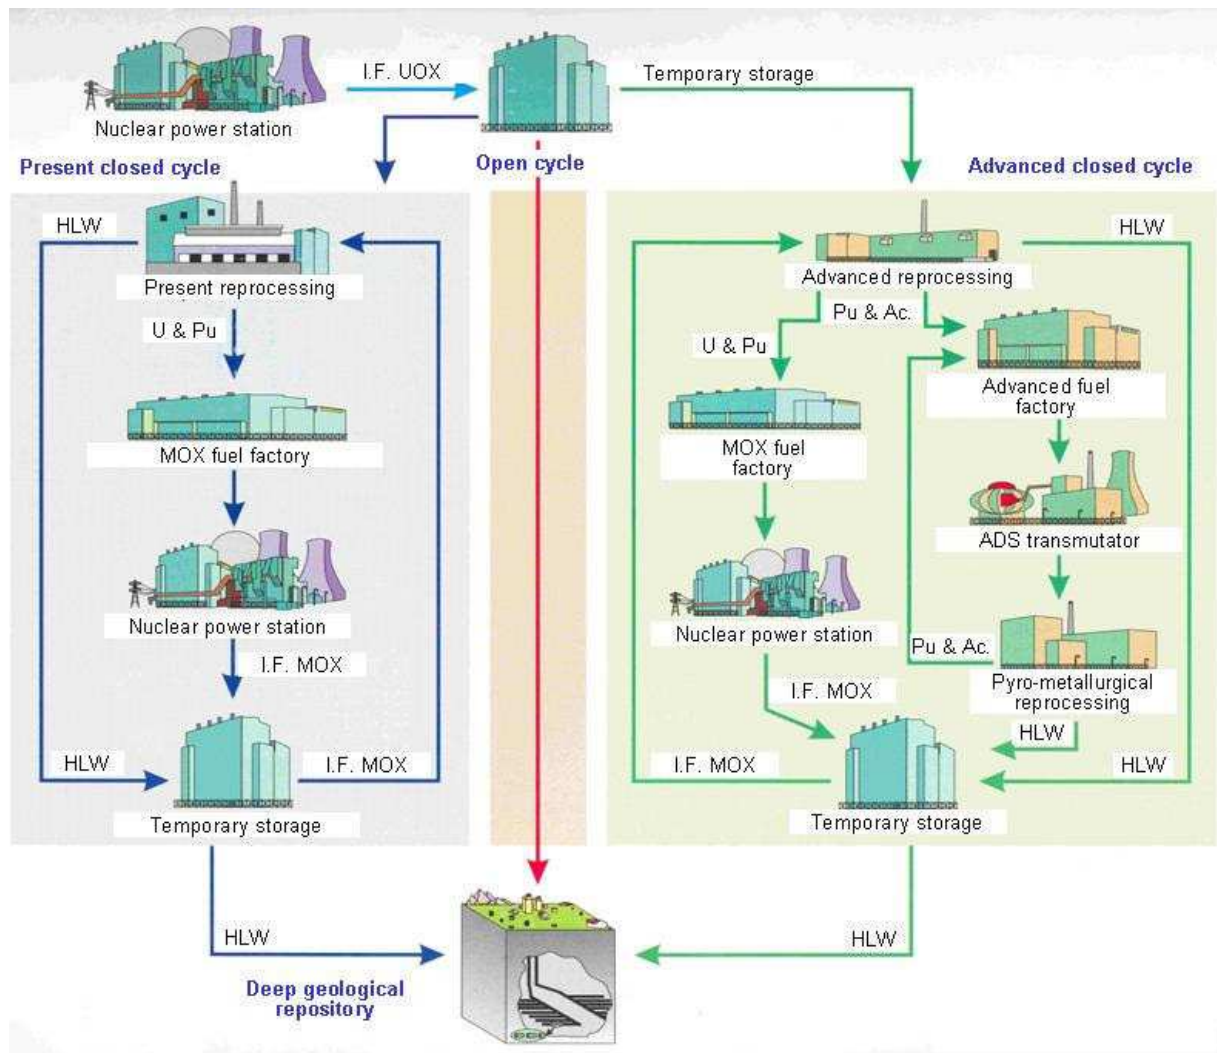 I.F. UOX
Temporary storage
Nuclear power station
Present closed cycle
Open cycle
Advanced closed cycle
HLW
Present reprocessing
U & Pu
MOX fuel factory
Nuclear power station
I.F. MOX
HLW
I.F. MOX
Temporary storage
HLW
HLW
Advanced reprocessing
Pu & Ac.
U & Pu
Advanced fuel
factory
MOX fuel
factory
ADS transmutator
Nuclear power station
Pu & Ac.
Pyro-metallurgical
reprocessing
I.F. MOX
HLW
I.F. MOX
HLW
Temporary storage
HLW
Deep geological
repository